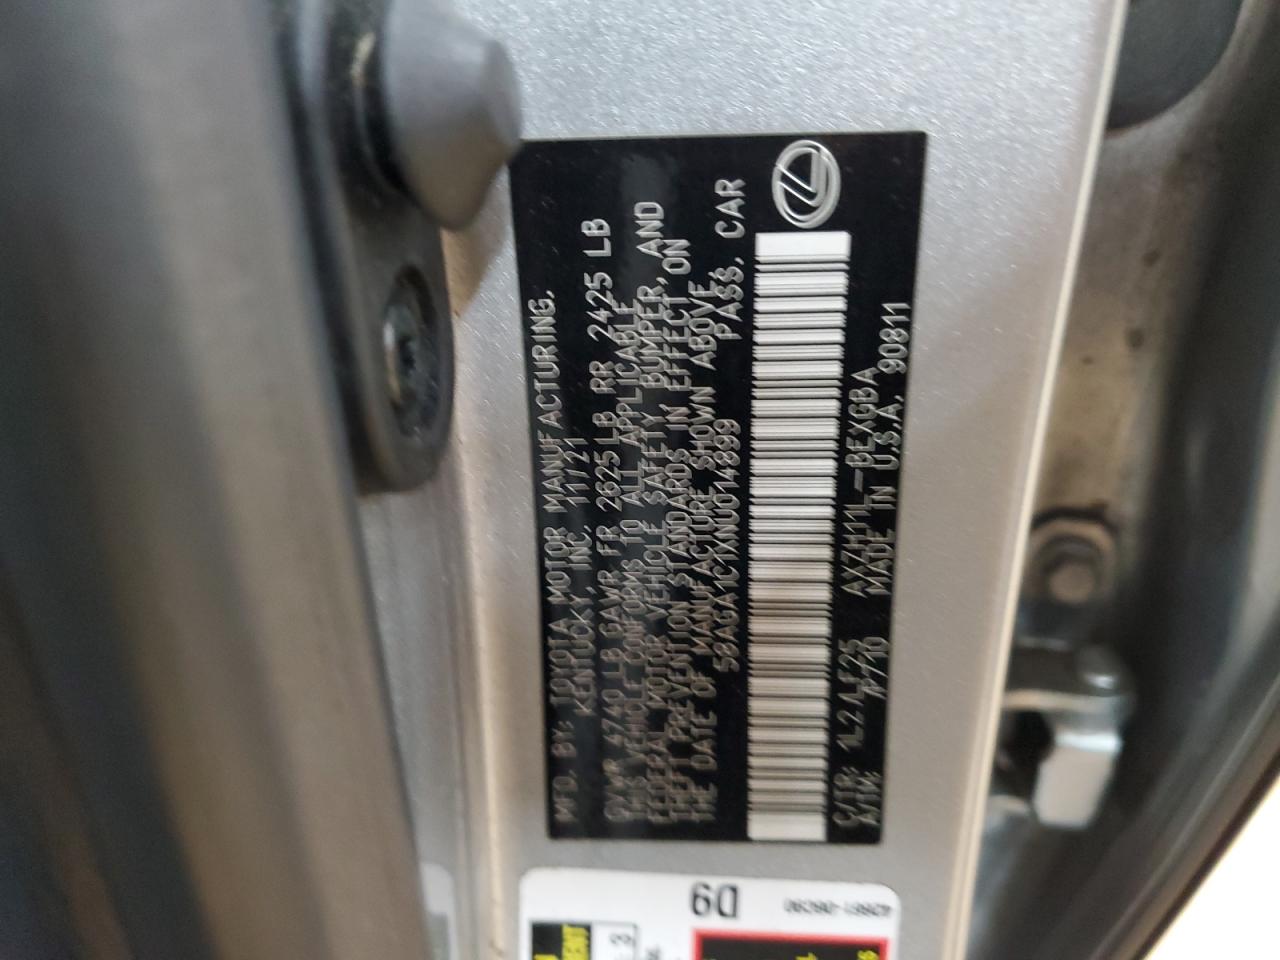 MFD. BY: TOYOTA MOTOR MANUFACTURING,
KENTUCKY, INC. 11/21
GVWR 4740 LB GAWR FR 2625 LB RR 2425 LB
THIS VEHICLE CONFORMS TO ALL APPLICABLE
FEDERAL MOTOR VEHICLE SAFETY, BUMPER, AND
THEFT PREVENTION STANDARDS IN EFFECT ON
THE DATE OF MANUFACTURE SHOWN ABOVE.
58AGA1C1XNU014899 PASS. CAR
C/TR: 1L2/LF25 AXZH11L-BEXGBA
A/TM: /10 MADE IN U.S.A. 90811
D9